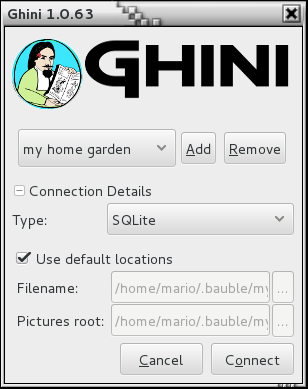 Ghini 1.0.63
GHINI
my home garden Add Remove
Connection Details
Type: SQLite
Use default locations
Filename: /home/mario/.bauble/my ...
Pictures root: /home/mario/.bauble/my ...
Cancel Connect